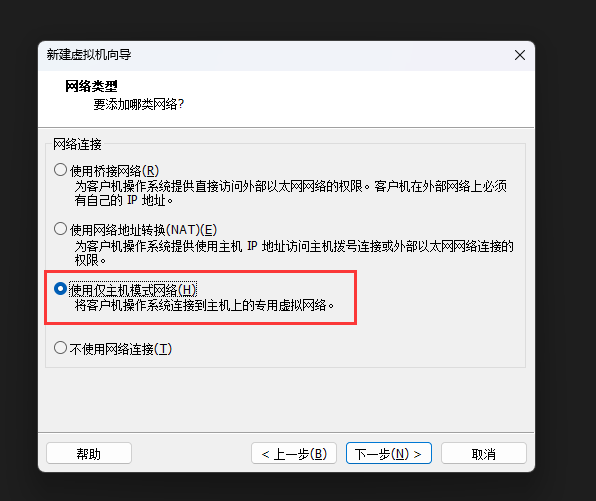 新建虚拟机向导
网络类型
要添加哪类网络?
网络连接
使用桥接网络(R)
为客户机操作系统提供直接访问外部以太网网络的权限。客户机在外部网络上必须
有自己的 IP 地址。
使用网络地址转换(NAT)(E)
为客户机操作系统提供使用主机 IP 地址访问主机拨号连接或外部以太网网络连接的
权限。
使用仅主机模式网络(H)
将客户机操作系统连接到主机上的专用虚拟网络。
不使用网络连接(T)
帮助
< 上一步(B)
下一步(N) >
取消